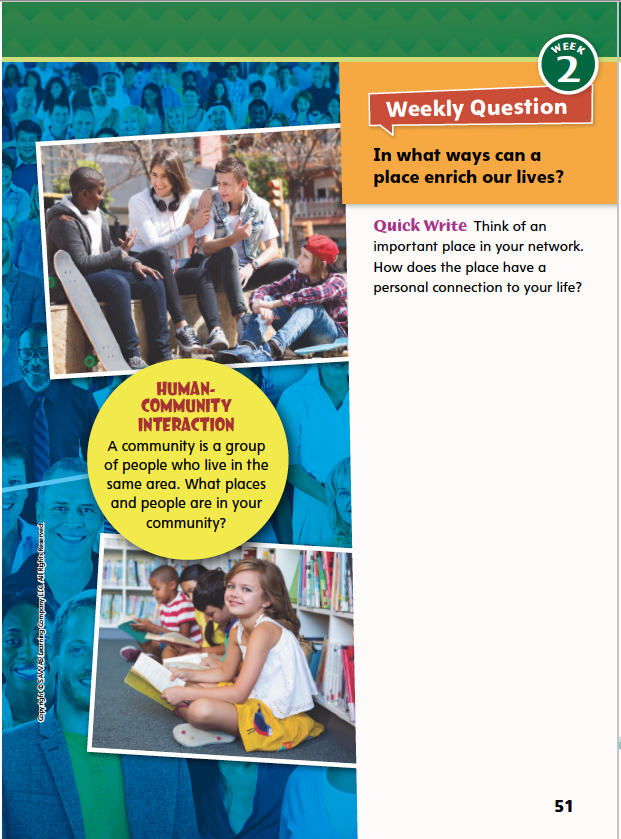 WEEK
2
Weekly Question
In what ways can a
place enrich our lives?
Quick Write Think of an
important place in your network.
How does the place have a
personal connection to your life?
HUMAN-
COMMUNITY
INTERACTION
A community is a group
of people who live in the
same area. What places
and people are in your
community?
Copyright © SAVVAS Learning Company LLC. All Rights Reserved.
51